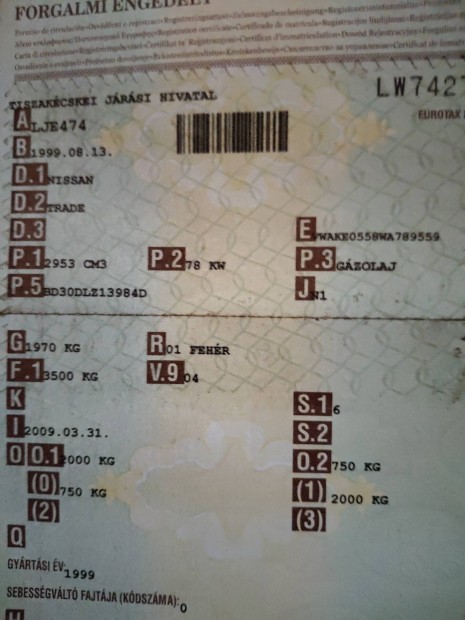 FORGALMI ENGEDÉLY
LW742
TISZAKÉCSKEI JÁRÁSI HIVATAL
EUROTAX
A LJE474
B 1999.08.13.
D.1 NISSAN
D.2 TRADE
D.3 E VWAKE0558WA789559
P.1 2953 CM3 P.2 78 KW P.3 GÁZOLAJ
P.5 BD30DLZ13984D J N1
G 1970 KG R 01 FEHÉR
F.1 3500 KG V.9 04
K S.1 6
I 2009.03.31. S.2
O O.1 2000 KG O.2 750 KG
(0) 750 KG (1) 2000 KG
(2) (3)
Q
GYÁRTÁSI ÉV: 1999
SEBESSÉGVÁLTÓ FAJTÁJA (KÓDSZÁMA): 0